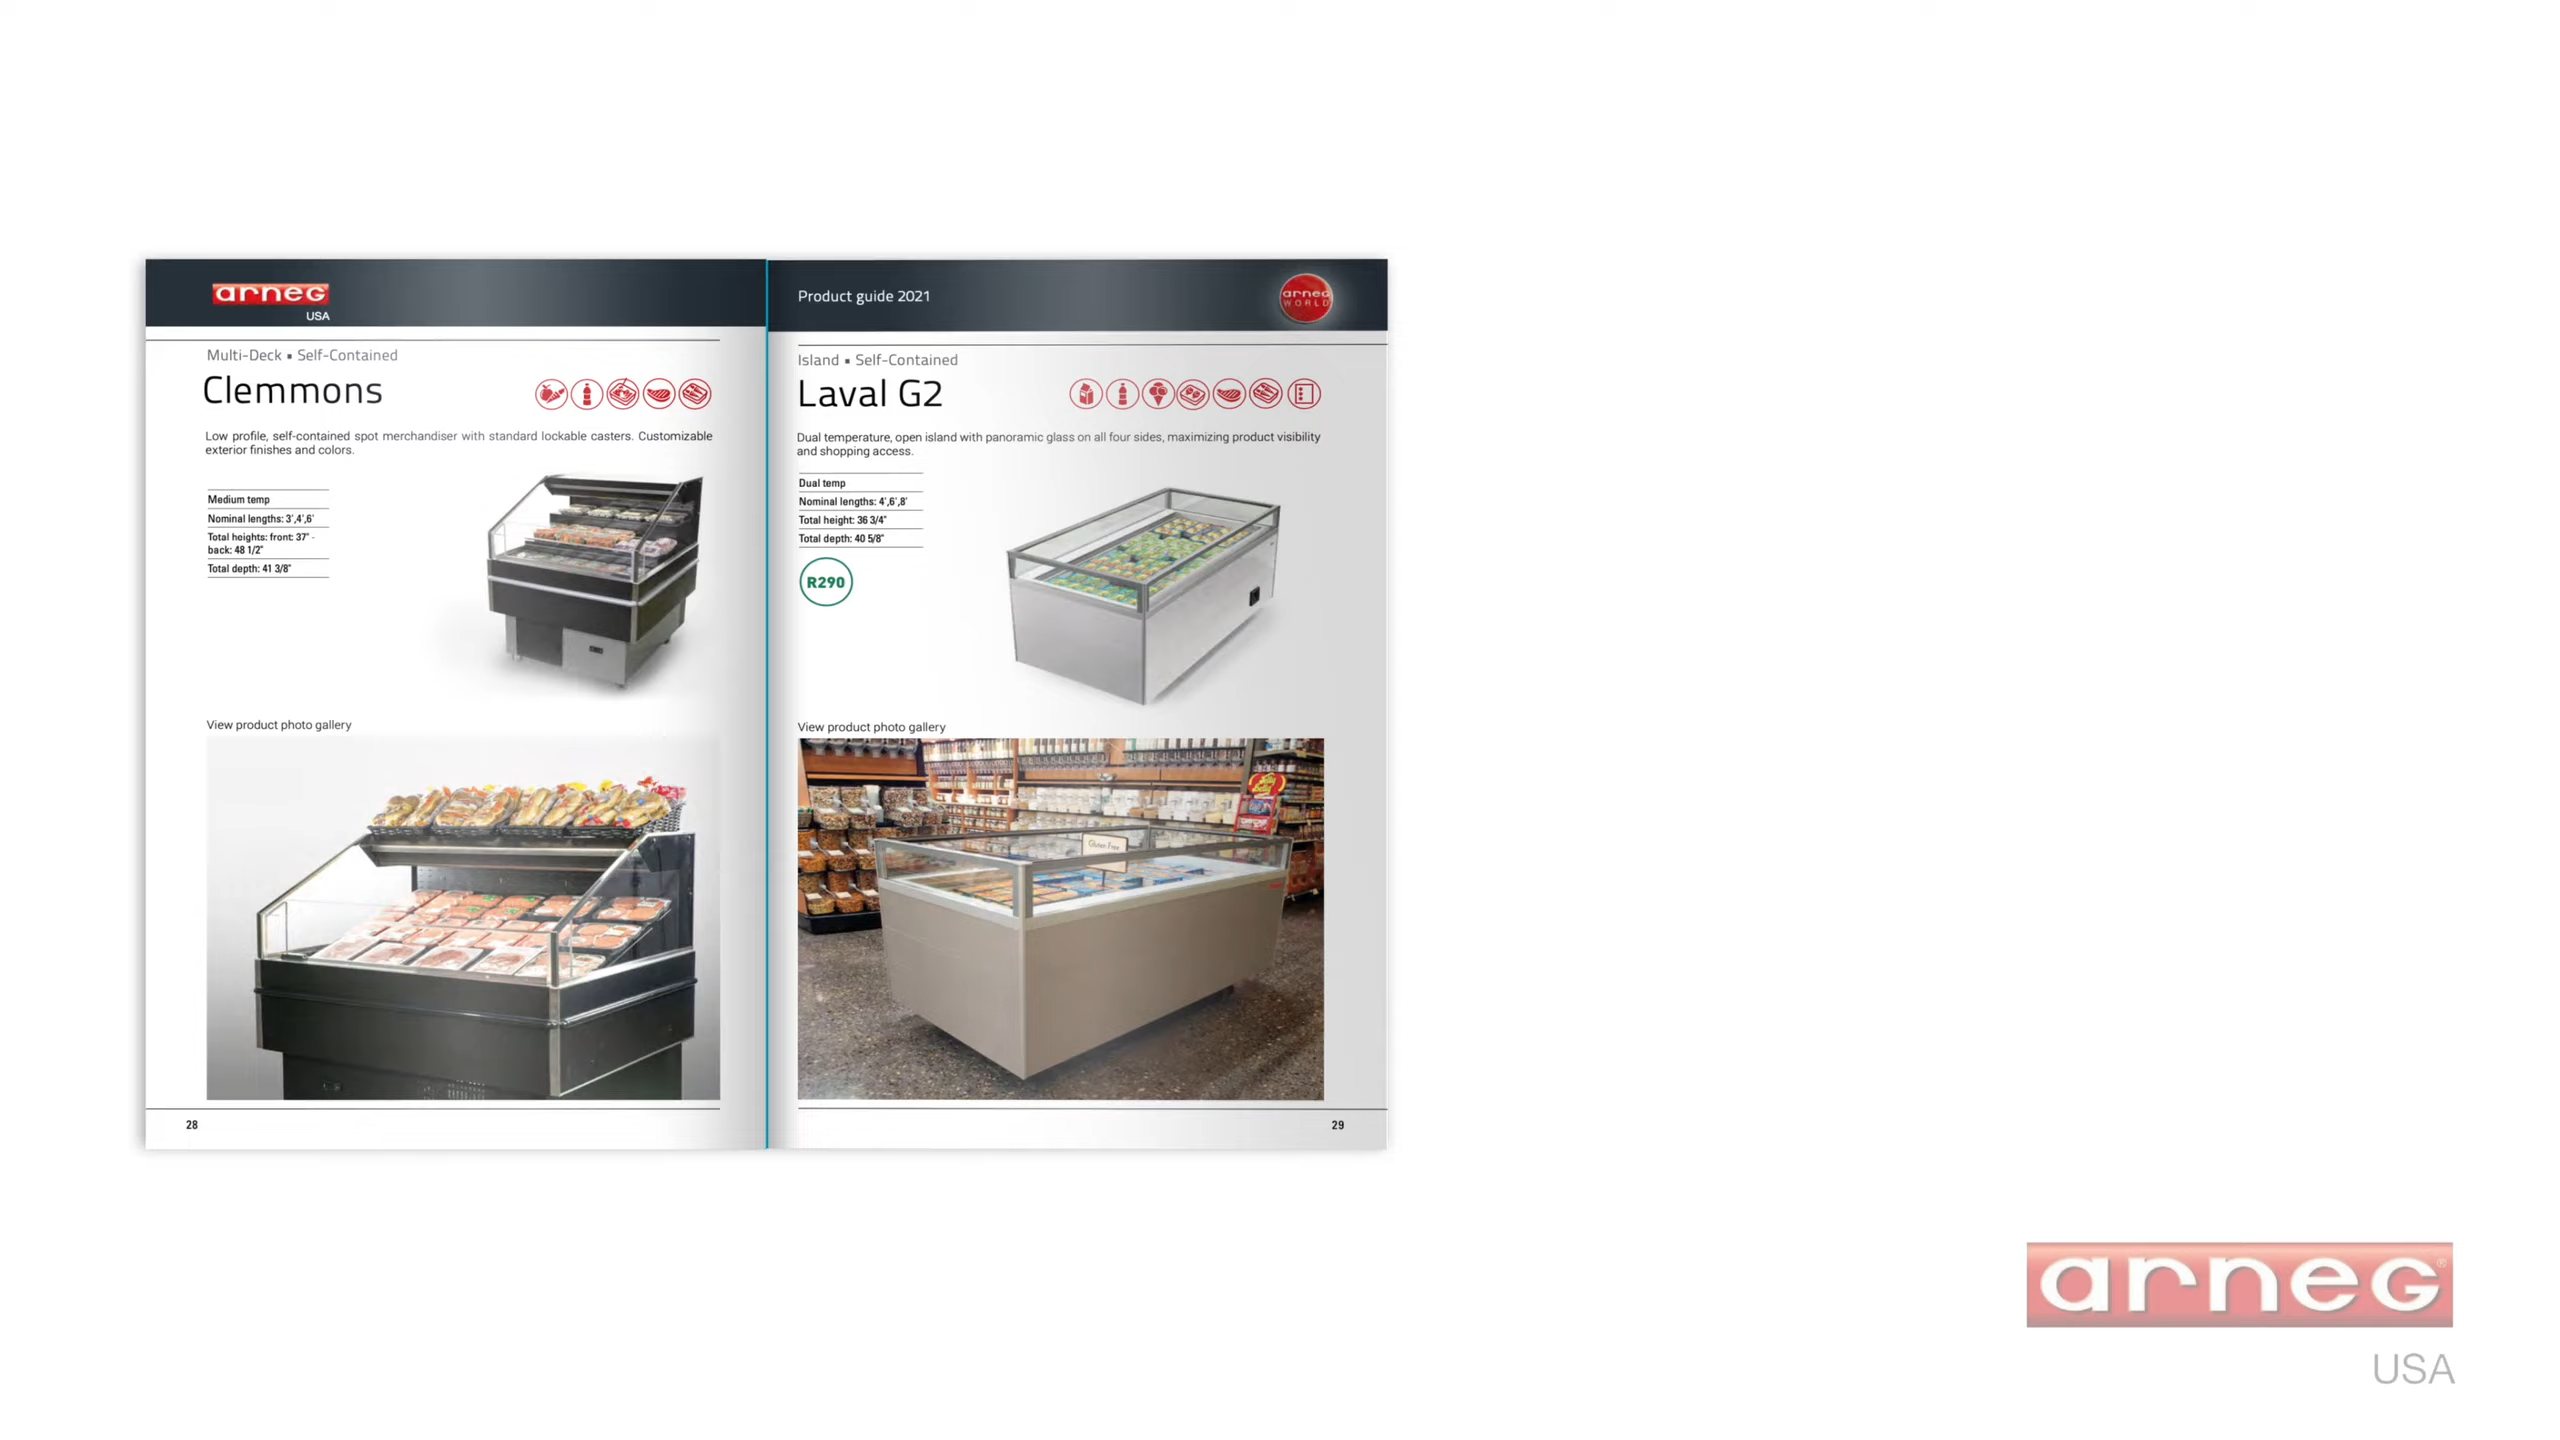 arneg
USA
Multi-Deck ▪ Self-Contained
Clemmons
Low profile, self-contained spot merchandiser with standard lockable casters. Customizable
exterior finishes and colors.
Medium temp
Nominal lengths: 3',4',6'
Total heights: front: 37" -
back: 48 1/2"
Total depth: 41 3/8"
View product photo gallery
28
Product guide 2021
arneg
WORLD
Island ▪ Self-Contained
Laval G2
Dual temperature, open island with panoramic glass on all four sides, maximizing product visibility
and shopping access.
Dual temp
Nominal lengths: 4',6',8'
Total height: 36 3/4"
Total depth: 40 5/8"
R290
View product photo gallery
Gluten Free
Jelly
Belly
29
arneg®
USA